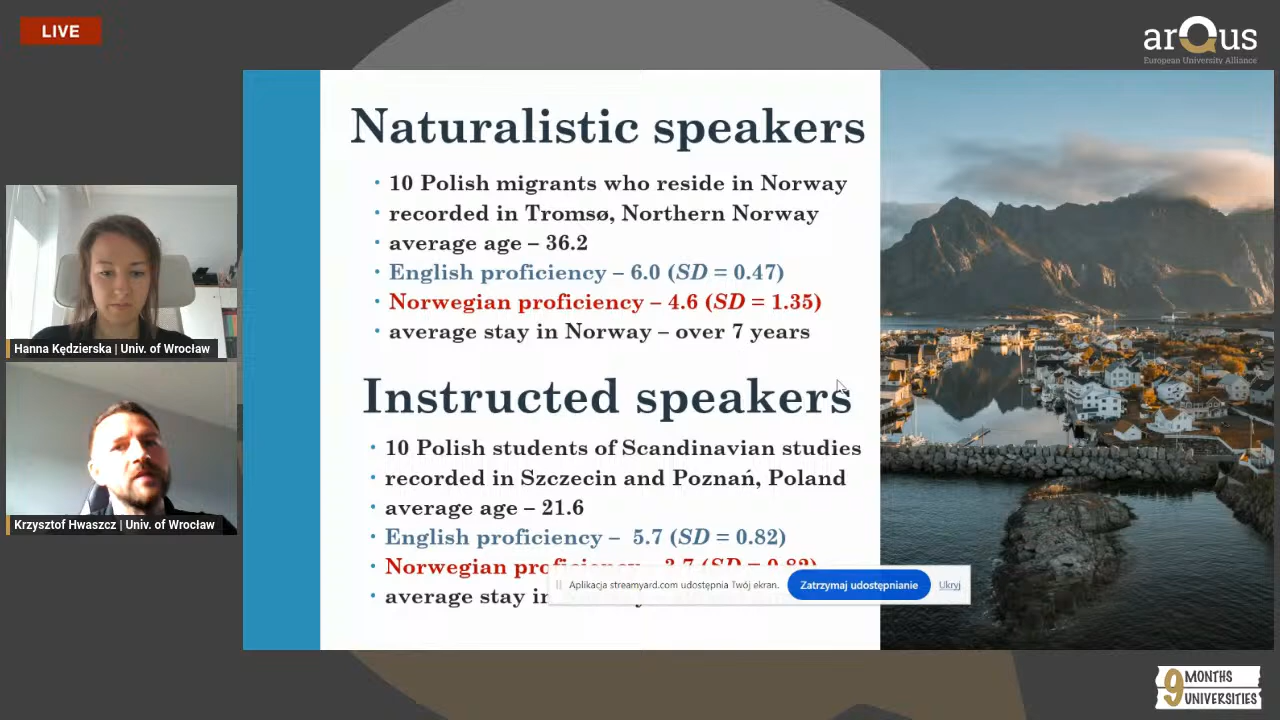 LIVE
arQus
European University Alliance
Naturalistic speakers
• 10 Polish migrants who reside in Norway
• recorded in Tromsø, Northern Norway
• average age – 36.2
• English proficiency – 6.0 (SD = 0.47)
• Norwegian proficiency – 4.6 (SD = 1.35)
• average stay in Norway – over 7 years
Instructed speakers
• 10 Polish students of Scandinavian studies
• recorded in Szczecin and Poznań, Poland
• average age – 21.6
• English proficiency – 5.7 (SD = 0.82)
• Norwegian
• average stay in
Aplikacja streamyard.com udostępnia Twój ekran.
Zatrzymaj udostępnianie
Ukryj
Hanna Kędzierska | Univ. of Wrocław
Krzysztof Hwaszcz | Univ. of Wrocław
9 MONTHS
UNIVERSITIES